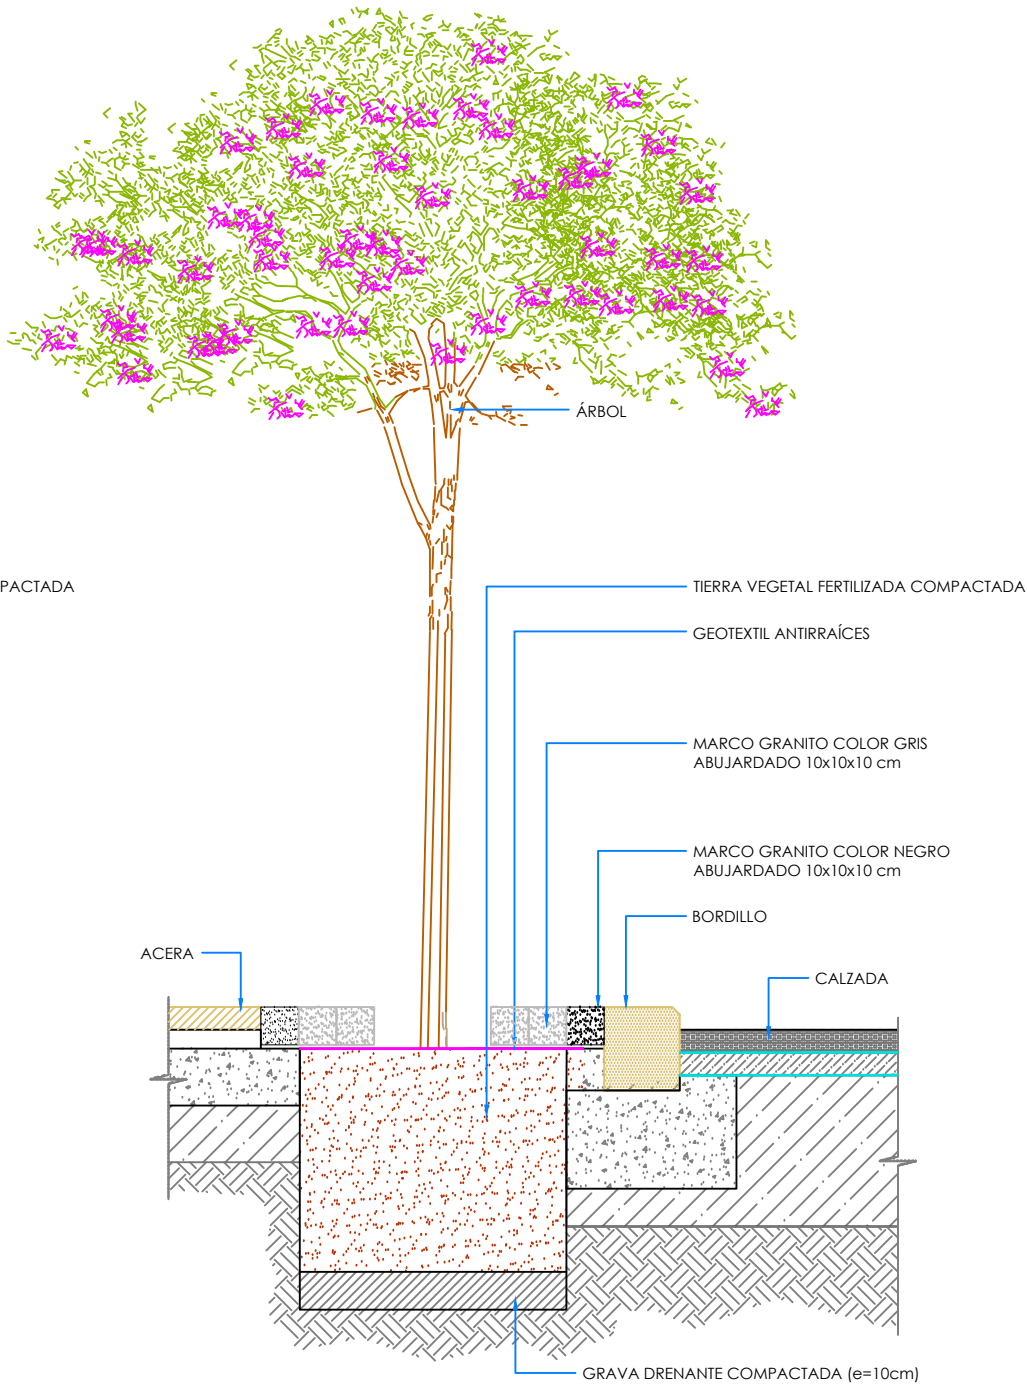 ÁRBOL
PACTADA
TIERRA VEGETAL FERTILIZADA COMPACTADA
GEOTEXTIL ANTIRRAÍCES
MARCO GRANITO COLOR GRIS
ABUJARDADO 10x10x10 cm
MARCO GRANITO COLOR NEGRO
ABUJARDADO 10x10x10 cm
BORDILLO
ACERA
CALZADA
GRAVA DRENANTE COMPACTADA (e=10cm)